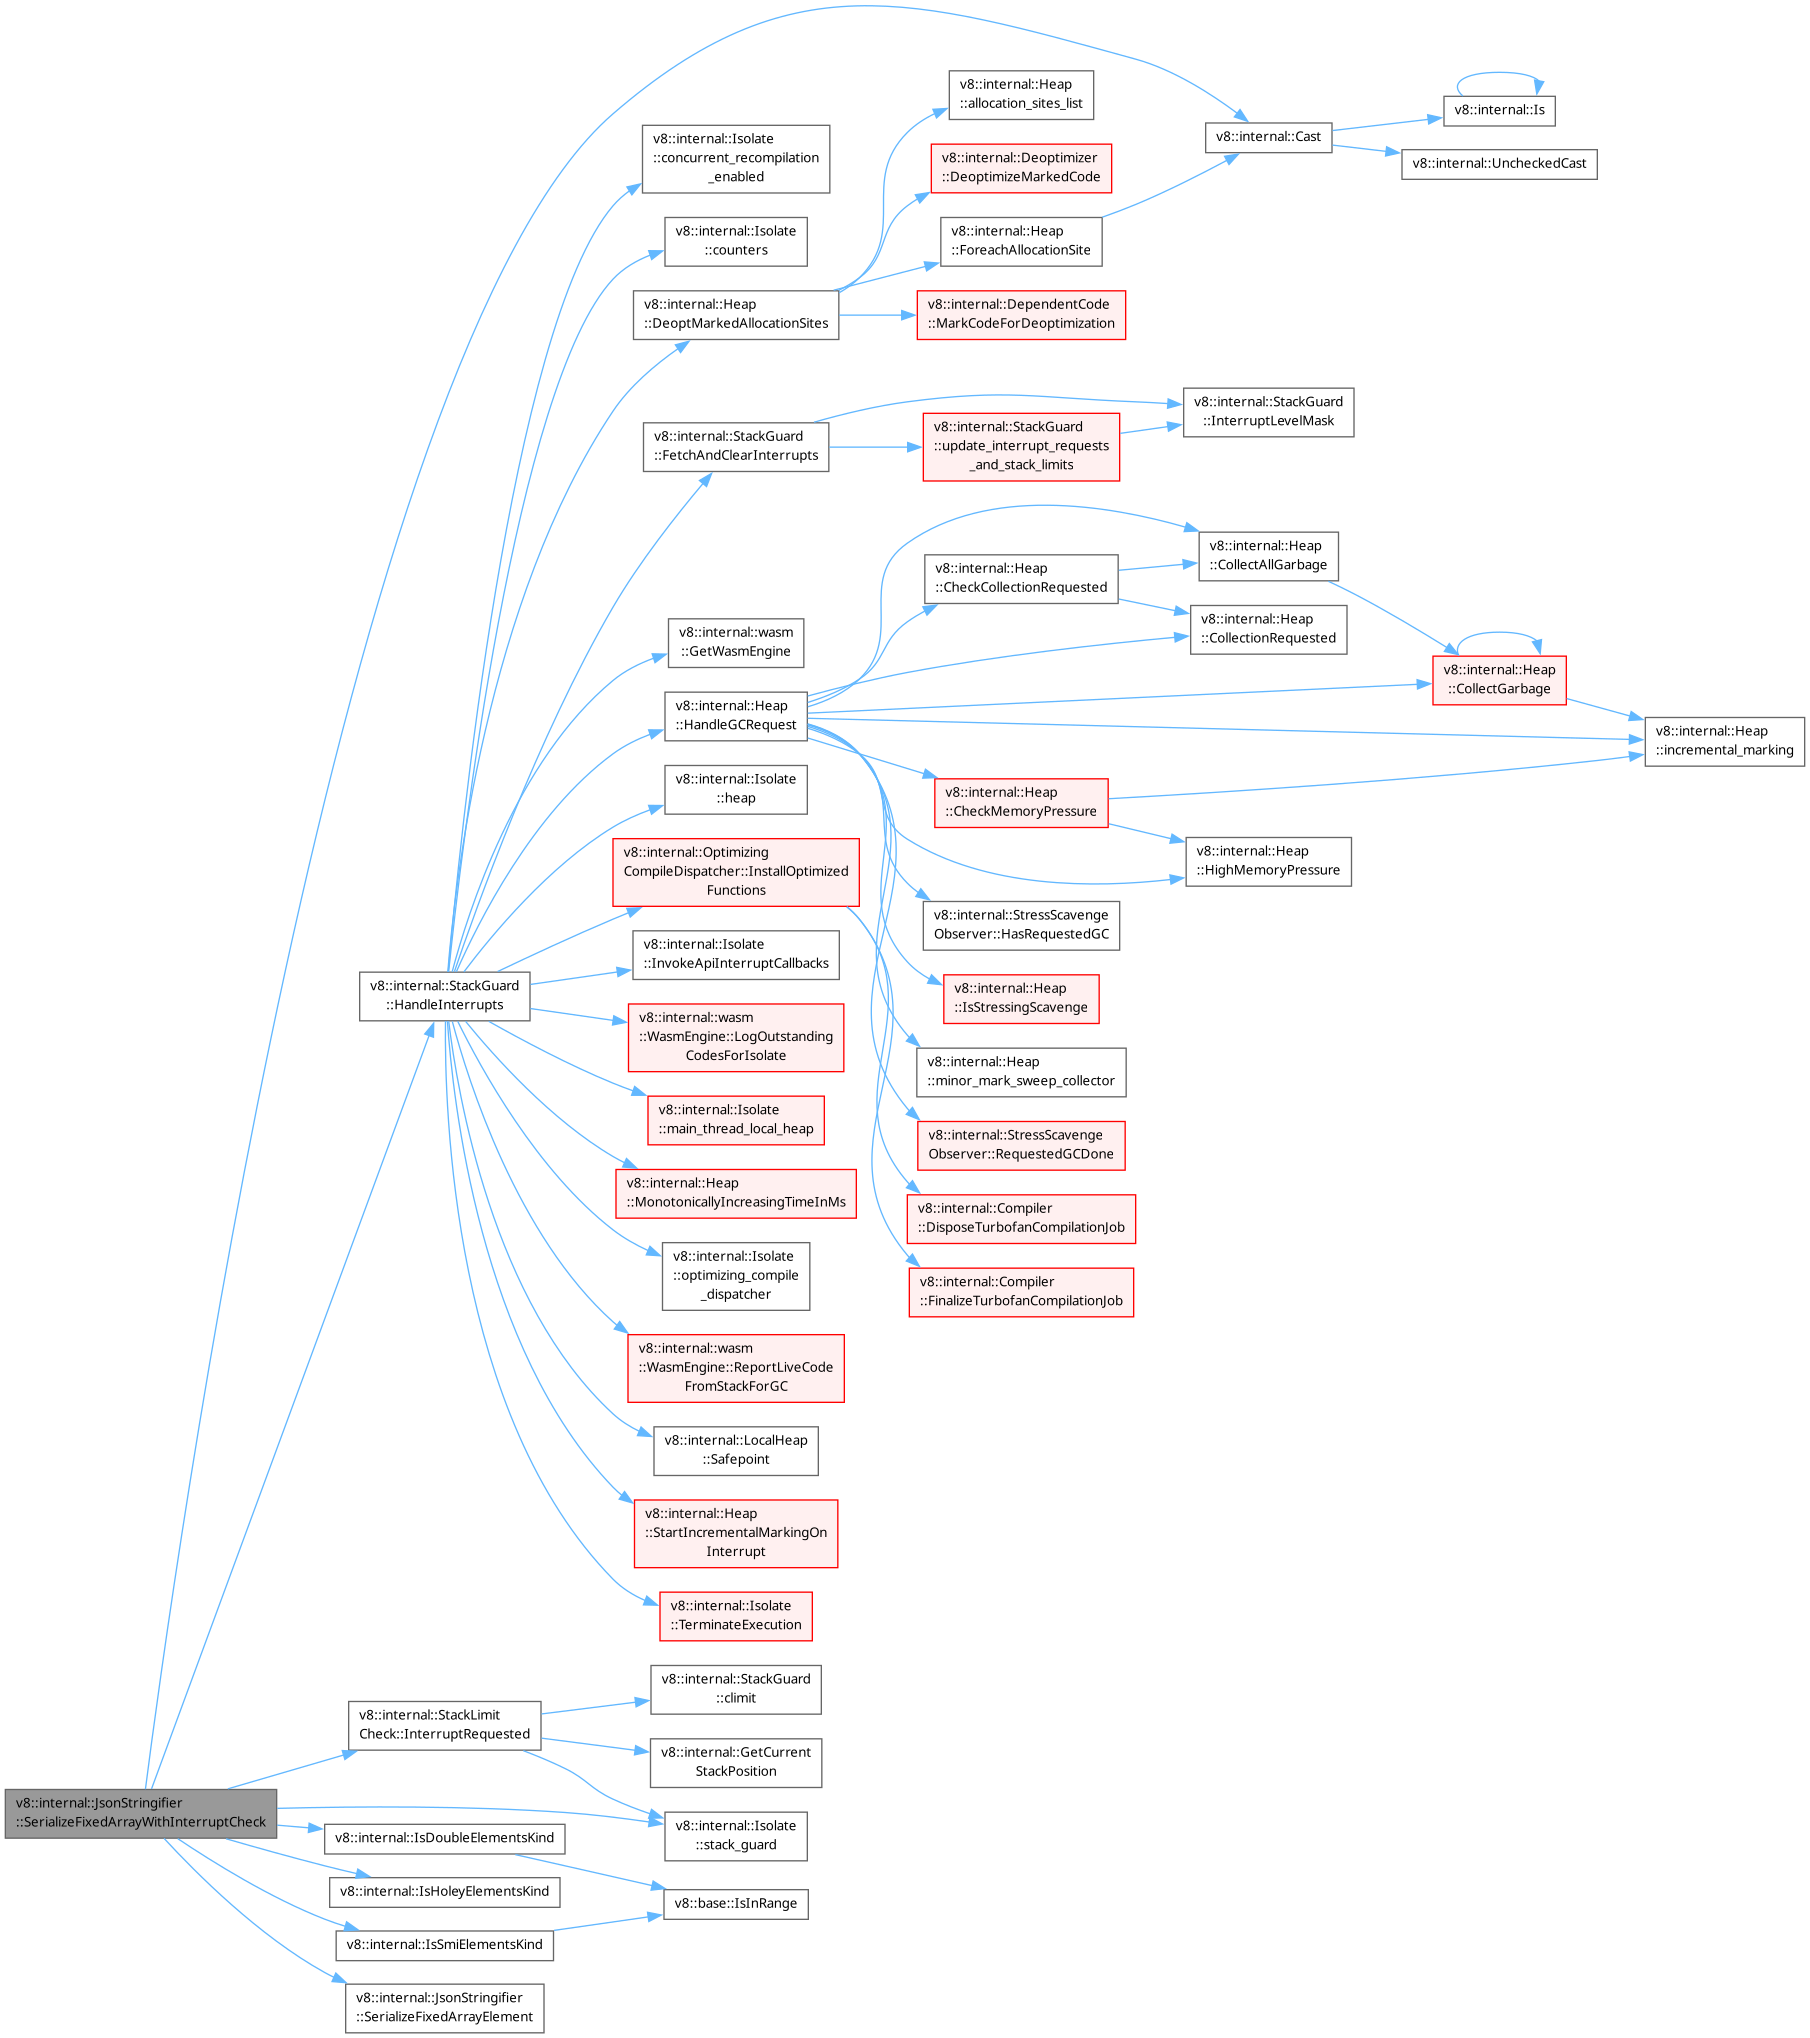 v8::internal::Heap
::allocation_sites_list
v8::internal::Is
v8::internal::Cast
v8::internal::UncheckedCast
v8::internal::Isolate
::concurrent_recompilation
_enabled
v8::internal::Deoptimizer
::DeoptimizeMarkedCode
v8::internal::Isolate
::counters
v8::internal::Heap
::ForeachAllocationSite
v8::internal::Heap
::DeoptMarkedAllocationSites
v8::internal::DependentCode
::MarkCodeForDeoptimization
v8::internal::StackGuard
::InterruptLevelMask
v8::internal::StackGuard
::FetchAndClearInterrupts
v8::internal::StackGuard
::update_interrupt_requests
_and_stack_limits
v8::internal::Heap
::CollectAllGarbage
v8::internal::Heap
::CheckCollectionRequested
v8::internal::Heap
::CollectionRequested
v8::internal::wasm
::GetWasmEngine
v8::internal::Heap
::CollectGarbage
v8::internal::Heap
::HandleGCRequest
v8::internal::Heap
::incremental_marking
v8::internal::Isolate
::heap
v8::internal::Heap
::CheckMemoryPressure
v8::internal::Heap
::HighMemoryPressure
v8::internal::Optimizing
CompileDispatcher::InstallOptimized
Functions
v8::internal::StressScavenge
Observer::HasRequestedGC
v8::internal::Isolate
::InvokeApiInterruptCallbacks
v8::internal::StackGuard
::HandleInterrupts
v8::internal::Heap
::IsStressingScavenge
v8::internal::wasm
::WasmEngine::LogOutstanding
CodesForIsolate
v8::internal::Heap
::minor_mark_sweep_collector
v8::internal::Isolate
::main_thread_local_heap
v8::internal::StressScavenge
Observer::RequestedGCDone
v8::internal::Heap
::MonotonicallyIncreasingTimeInMs
v8::internal::Compiler
::DisposeTurbofanCompilationJob
v8::internal::Isolate
::optimizing_compile
_dispatcher
v8::internal::Compiler
::FinalizeTurbofanCompilationJob
v8::internal::wasm
::WasmEngine::ReportLiveCode
FromStackForGC
v8::internal::LocalHeap
::Safepoint
v8::internal::Heap
::StartIncrementalMarkingOn
Interrupt
v8::internal::Isolate
::TerminateExecution
v8::internal::StackGuard
::climit
v8::internal::StackLimit
Check::InterruptRequested
v8::internal::GetCurrent
StackPosition
v8::internal::JsonStringifier
::SerializeFixedArrayWithInterruptCheck
v8::internal::Isolate
::stack_guard
v8::internal::IsDoubleElementsKind
v8::internal::IsHoleyElementsKind
v8::base::IsInRange
v8::internal::IsSmiElementsKind
v8::internal::JsonStringifier
::SerializeFixedArrayElement